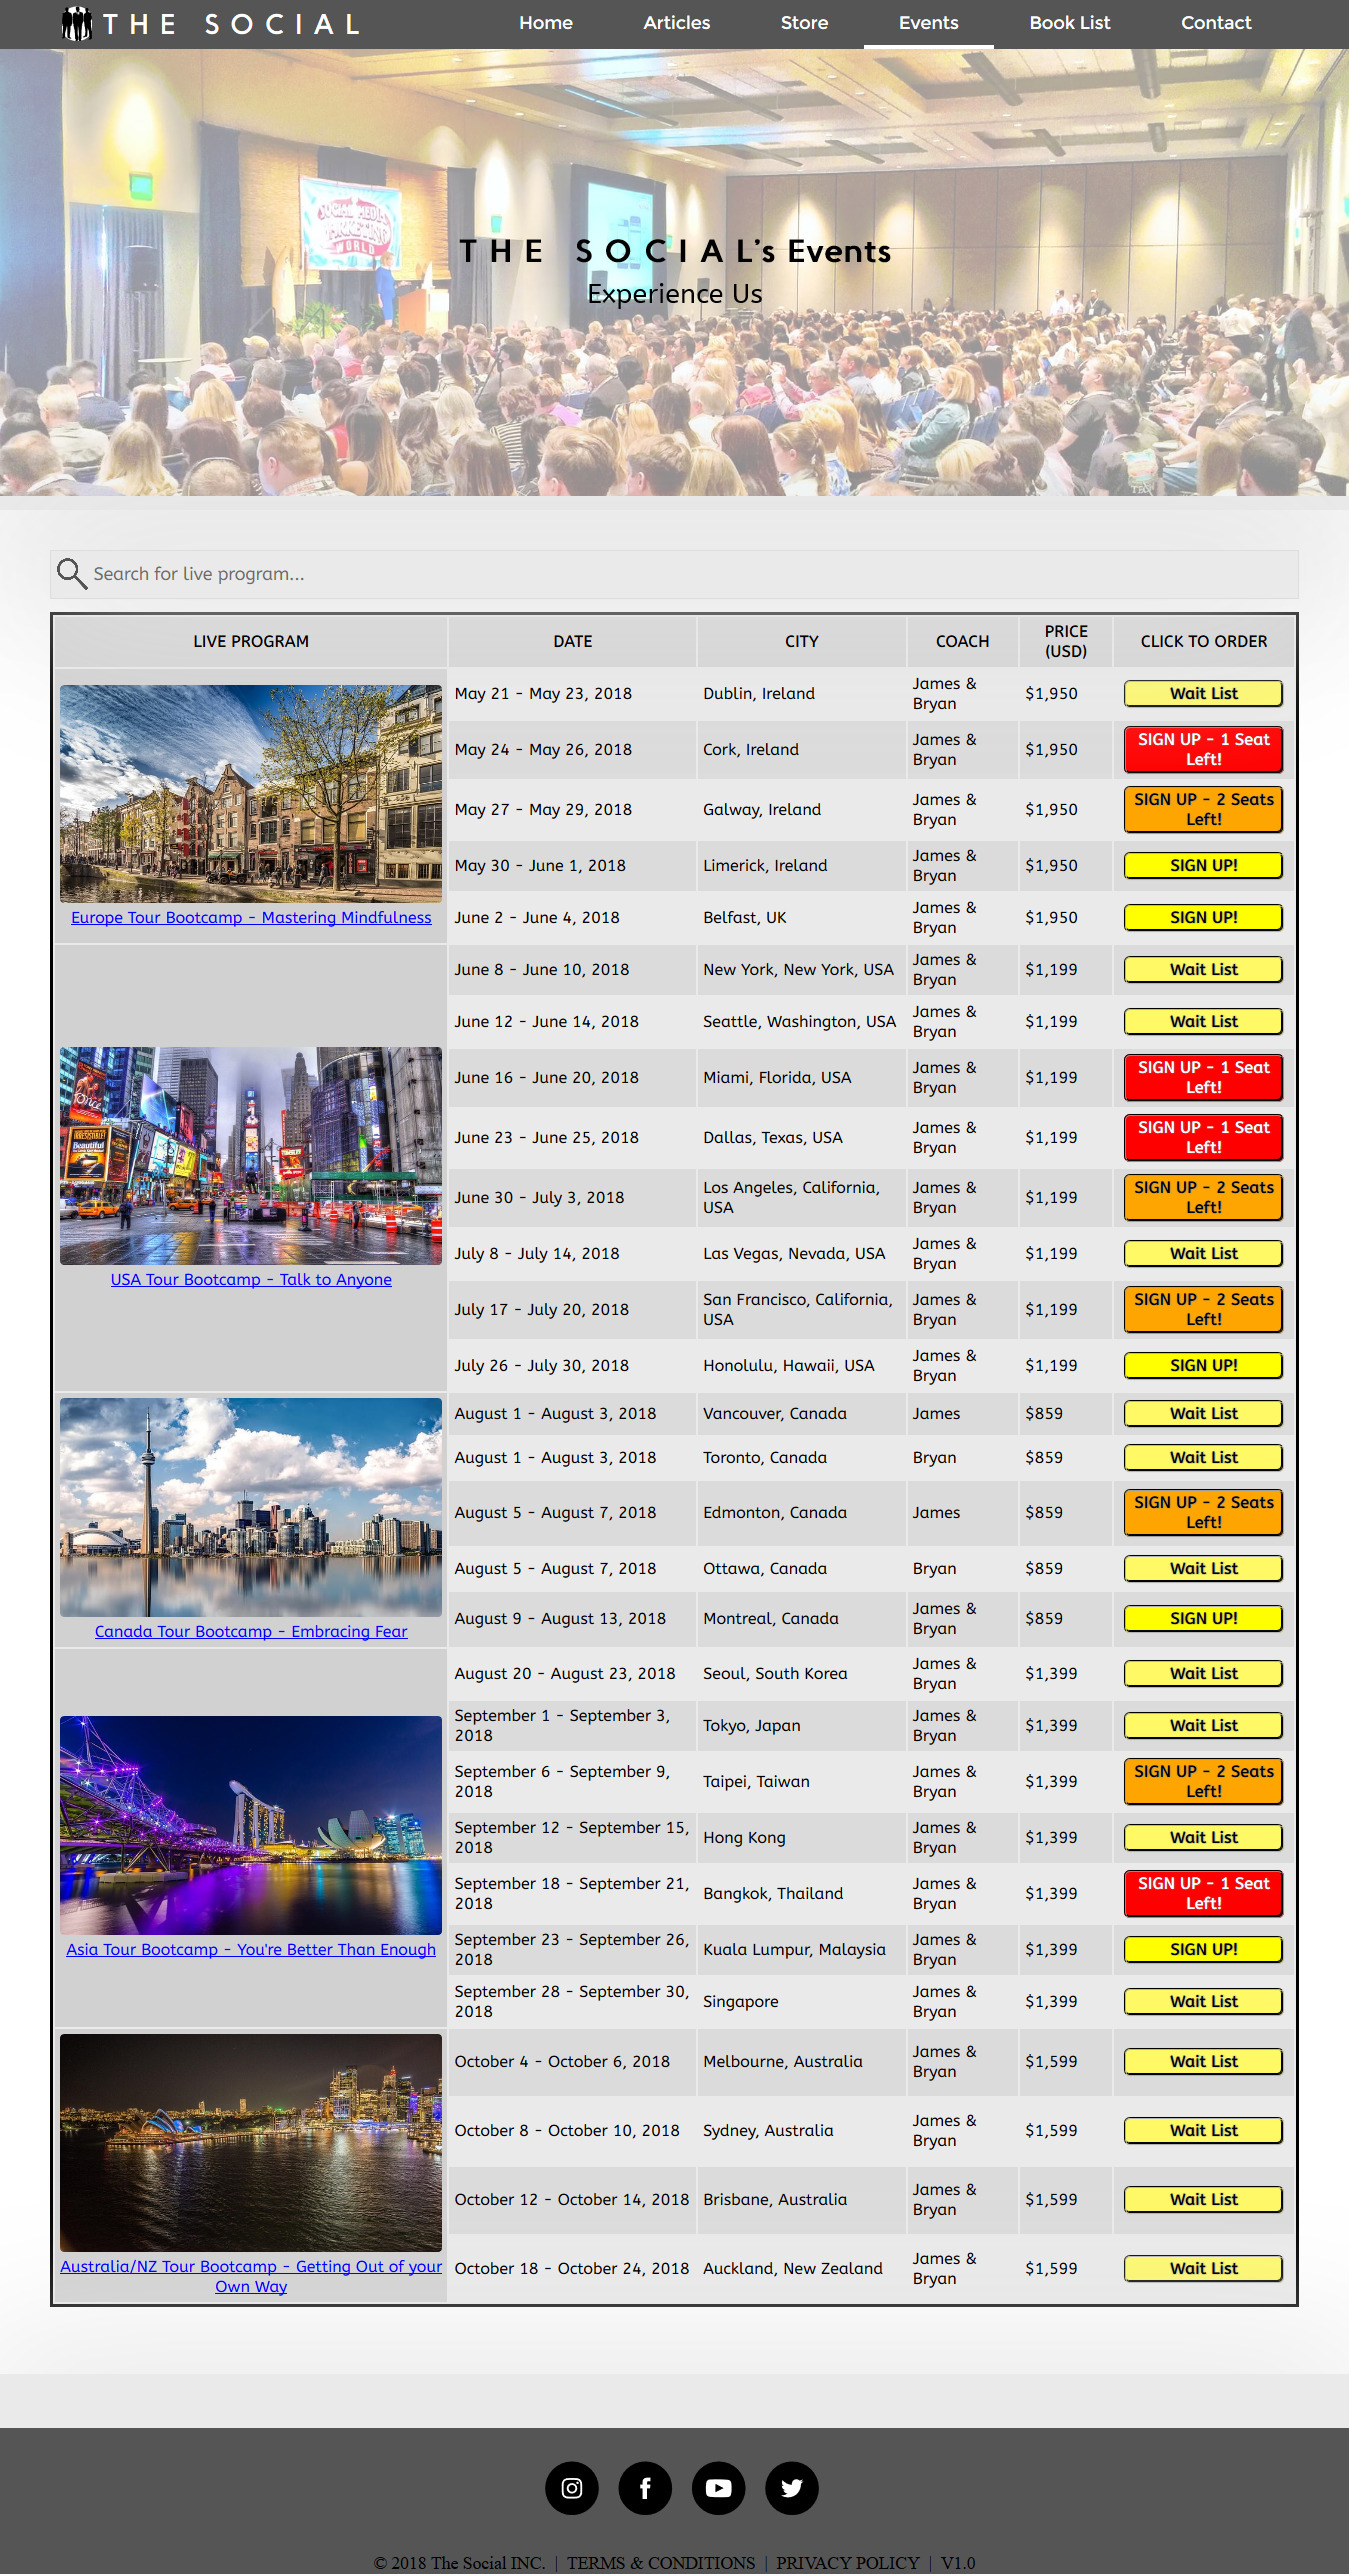 THE SOCIAL
Home
Articles
Store
Events
Book List
Contact
SOCIAL MEDIA
MARKETING
WORLD
THE SOCIAL's Events
Experience Us
Search for live program...
LIVE PROGRAM
DATE
CITY
COACH
PRICE
(USD)
CLICK TO ORDER
Europe Tour Bootcamp - Mastering Mindfulness
May 21 - May 23, 2018
Dublin, Ireland
James &
Bryan
$1,950
Wait List
May 24 - May 26, 2018
Cork, Ireland
James &
Bryan
$1,950
SIGN UP - 1 Seat
Left!
May 27 - May 29, 2018
Galway, Ireland
James &
Bryan
$1,950
SIGN UP - 2 Seats
Left!
May 30 - June 1, 2018
Limerick, Ireland
James &
Bryan
$1,950
SIGN UP!
June 2 - June 4, 2018
Belfast, UK
James &
Bryan
$1,950
SIGN UP!
USA Tour Bootcamp - Talk to Anyone
June 8 - June 10, 2018
New York, New York, USA
James &
Bryan
$1,199
Wait List
June 12 - June 14, 2018
Seattle, Washington, USA
James &
Bryan
$1,199
Wait List
June 16 - June 20, 2018
Miami, Florida, USA
James &
Bryan
$1,199
SIGN UP - 1 Seat
Left!
June 23 - June 25, 2018
Dallas, Texas, USA
James &
Bryan
$1,199
SIGN UP - 1 Seat
Left!
June 30 - July 3, 2018
Los Angeles, California,
USA
James &
Bryan
$1,199
SIGN UP - 2 Seats
Left!
July 8 - July 14, 2018
Las Vegas, Nevada, USA
James &
Bryan
$1,199
Wait List
July 17 - July 20, 2018
San Francisco, California,
USA
James &
Bryan
$1,199
SIGN UP - 2 Seats
Left!
July 26 - July 30, 2018
Honolulu, Hawaii, USA
James &
Bryan
$1,199
SIGN UP!
Canada Tour Bootcamp - Embracing Fear
August 1 - August 3, 2018
Vancouver, Canada
James
$859
Wait List
August 1 - August 3, 2018
Toronto, Canada
Bryan
$859
Wait List
August 5 - August 7, 2018
Edmonton, Canada
James
$859
SIGN UP - 2 Seats
Left!
August 5 - August 7, 2018
Ottawa, Canada
Bryan
$859
Wait List
August 9 - August 13, 2018
Montreal, Canada
James &
Bryan
$859
SIGN UP!
Asia Tour Bootcamp - You're Better Than Enough
August 20 - August 23, 2018
Seoul, South Korea
James &
Bryan
$1,399
Wait List
September 1 - September 3,
2018
Tokyo, Japan
James &
Bryan
$1,399
Wait List
September 6 - September 9,
2018
Taipei, Taiwan
James &
Bryan
$1,399
SIGN UP - 2 Seats
Left!
September 12 - September 15,
2018
Hong Kong
James &
Bryan
$1,399
Wait List
September 18 - September 21,
2018
Bangkok, Thailand
James &
Bryan
$1,399
SIGN UP - 1 Seat
Left!
September 23 - September 26,
2018
Kuala Lumpur, Malaysia
James &
Bryan
$1,399
SIGN UP!
September 28 - September 30,
2018
Singapore
James &
Bryan
$1,399
Wait List
Australia/NZ Tour Bootcamp - Getting Out of your
Own Way
October 4 - October 6, 2018
Melbourne, Australia
James &
Bryan
$1,599
Wait List
October 8 - October 10, 2018
Sydney, Australia
James &
Bryan
$1,599
Wait List
October 12 - October 14, 2018
Brisbane, Australia
James &
Bryan
$1,599
Wait List
October 18 - October 24, 2018
Auckland, New Zealand
James &
Bryan
$1,599
Wait List
© 2018 The Social INC. | TERMS & CONDITIONS | PRIVACY POLICY | V1.0